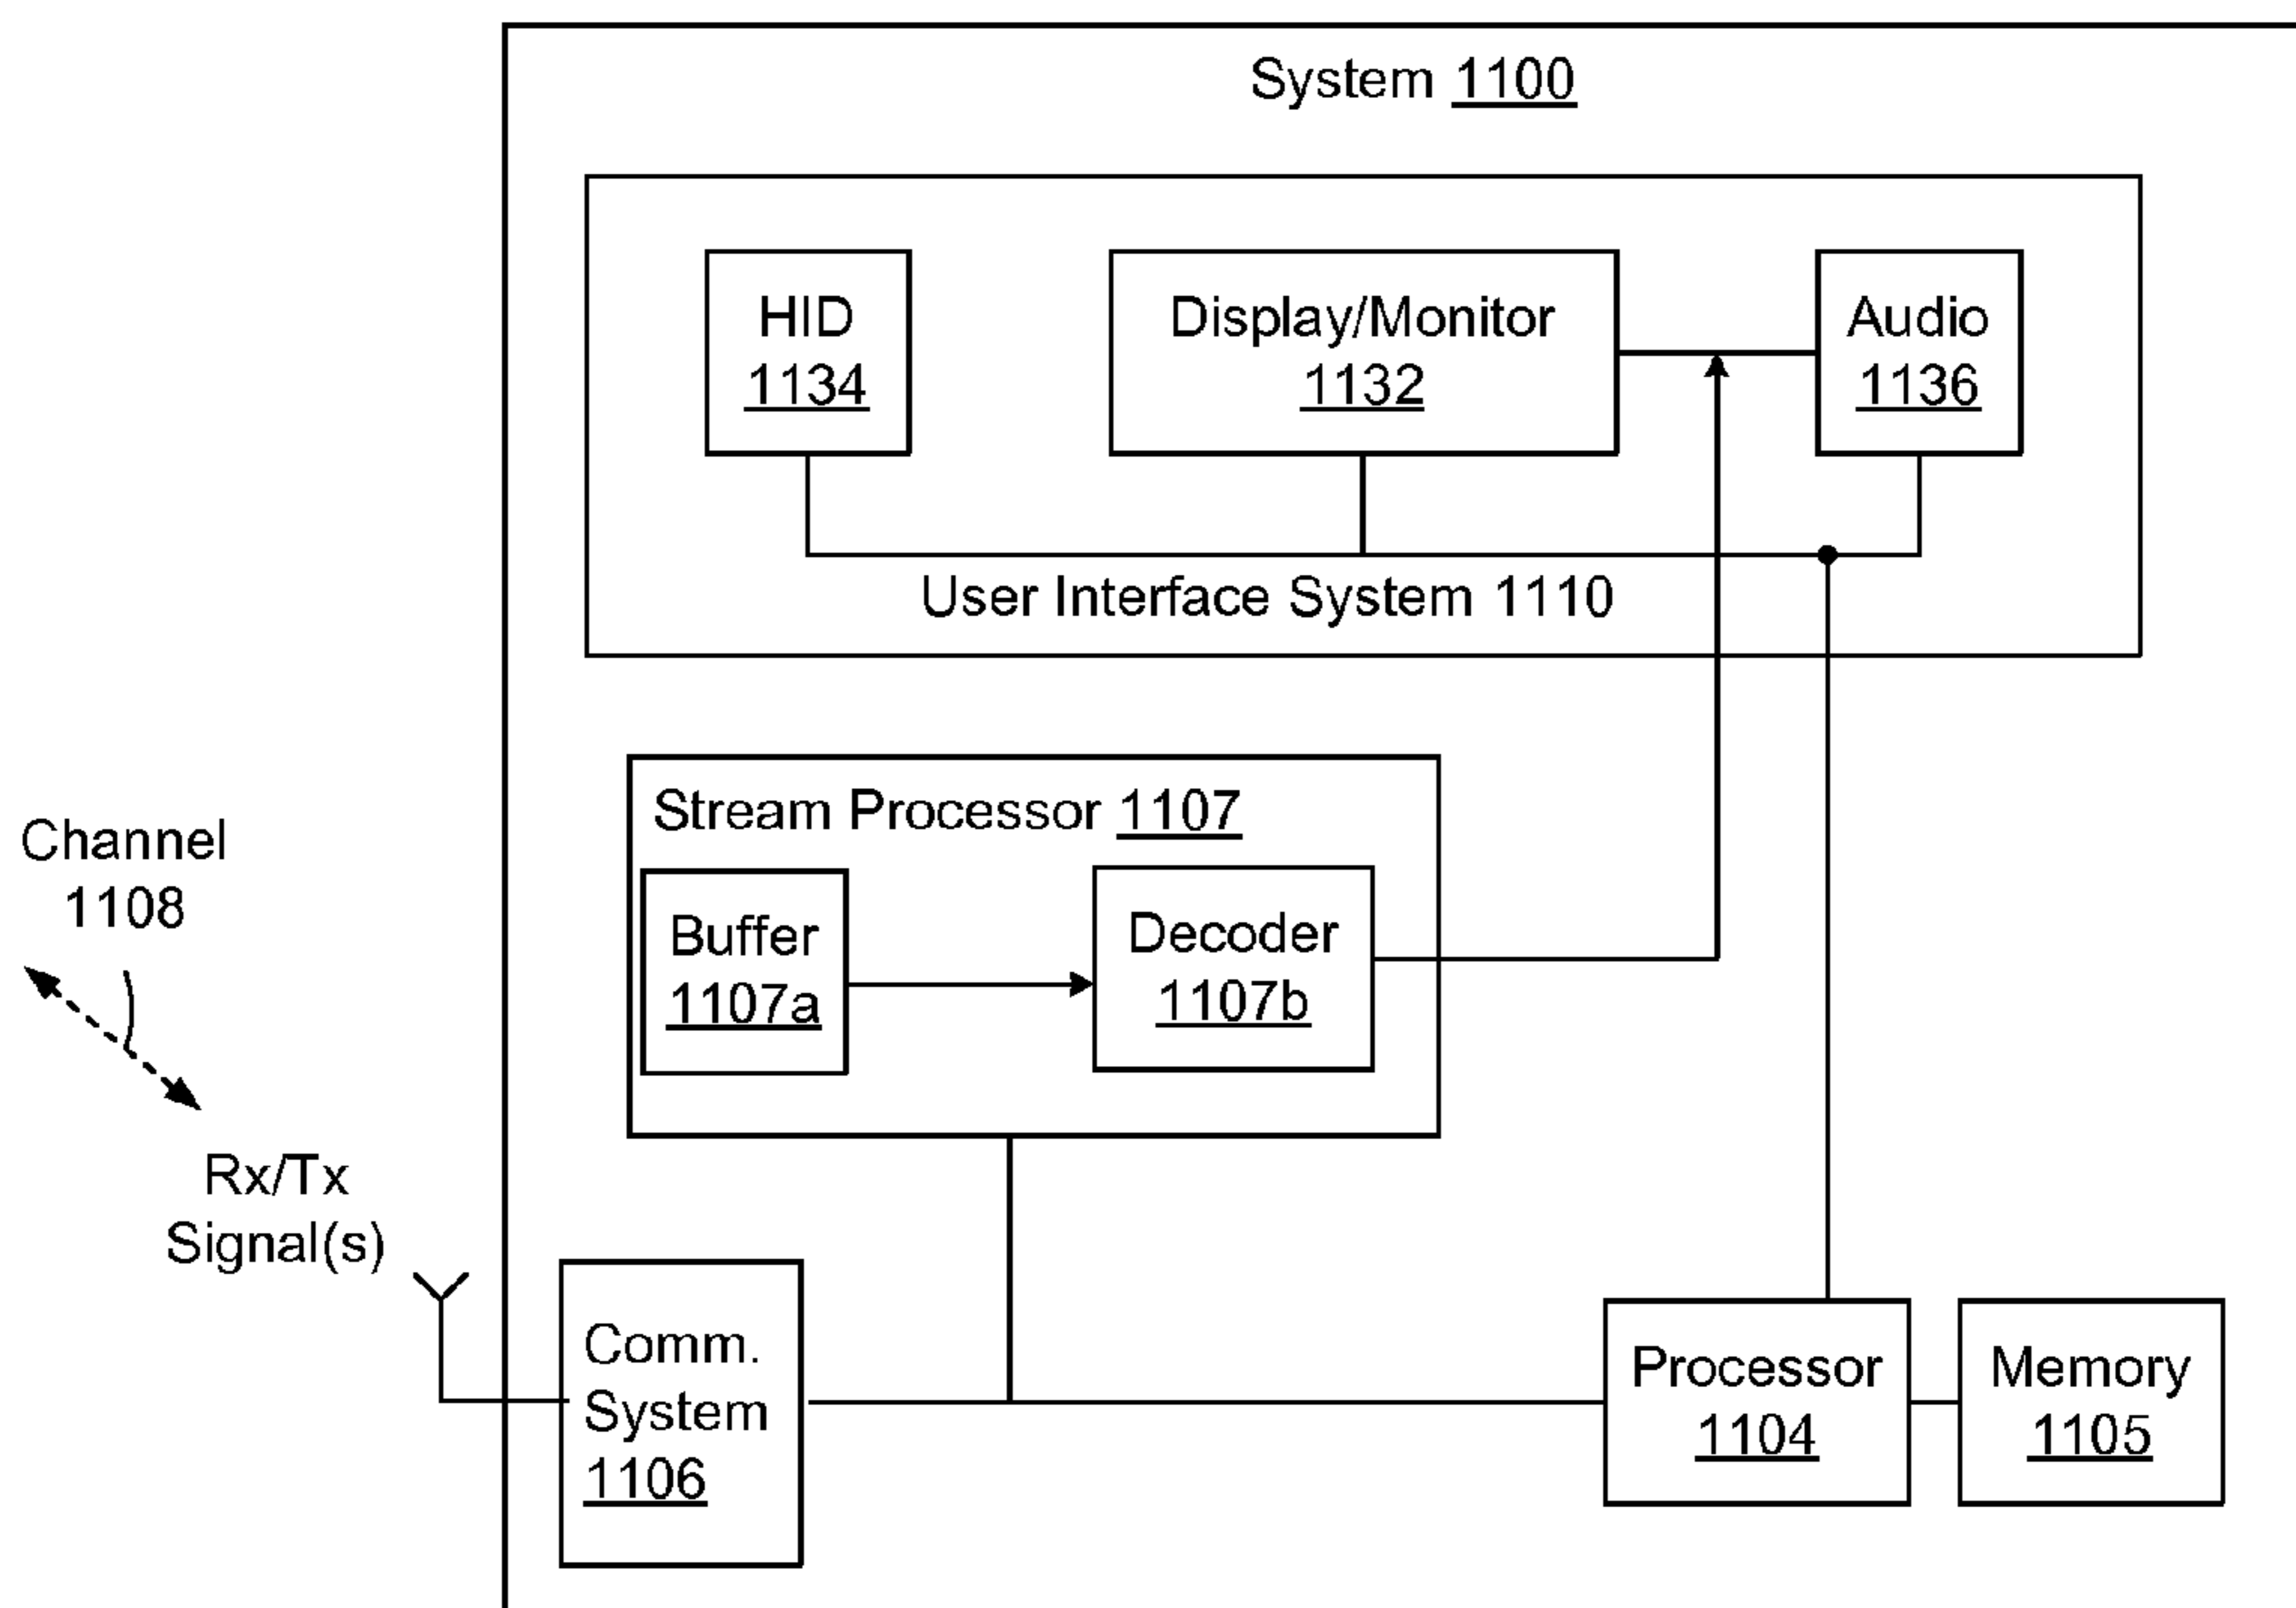 System 1100
HID
1134
Display/Monitor
1132
Audio
1136
User Interface System 1110
Stream Processor 1107
Channel
1108
Buffer
1107a
Decoder
1107b
Rx/Tx
Signal(s)
Comm.
System
1106
Processor
1104
Memory
1105